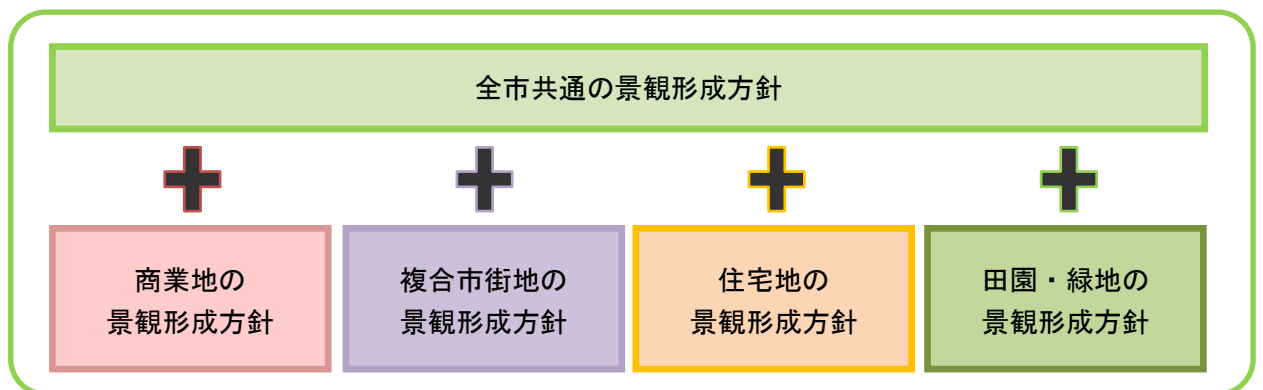 全市共通の景観形成方針
商業地の
景観形成方針
複合市街地の
景観形成方針
住宅地の
景観形成方針
田園・緑地の
景観形成方針